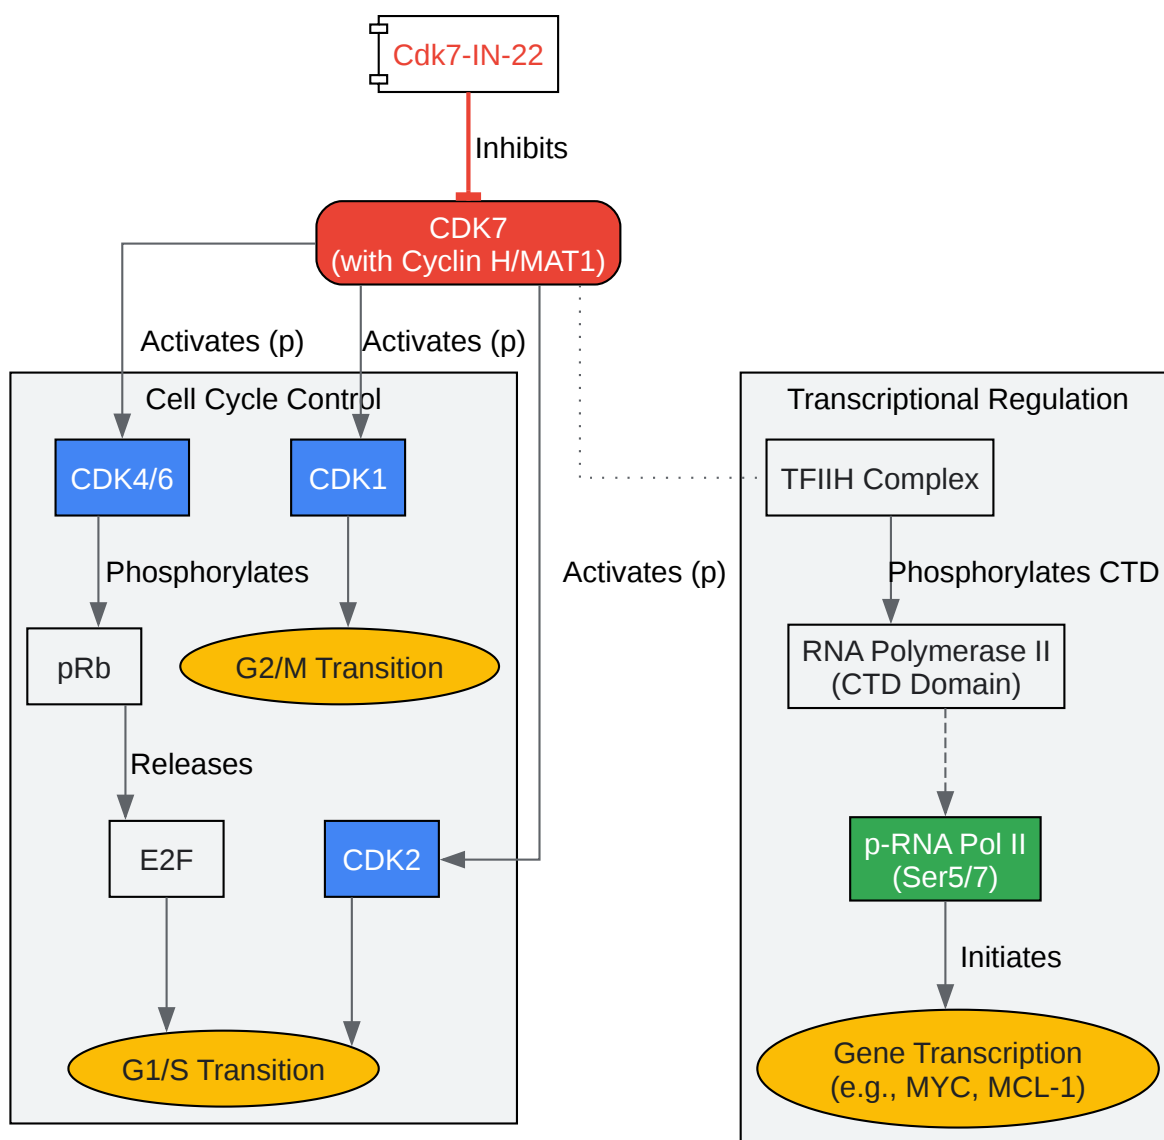 Cdk7-IN-22
Inhibits
CDK7
(with Cyclin H/MAT1)
Activates (p)
Activates (p)
Cell Cycle Control
Transcriptional Regulation
CDK4/6
CDK1
TFIIH Complex
Phosphorylates
Activates (p)
Phosphorylates CTD
pRb
G2/M Transition
RNA Polymerase II
(CTD Domain)
Releases
E2F
CDK2
p-RNA Pol II
(Ser5/7)
Initiates
G1/S Transition
Gene Transcription
(e.g., MYC, MCL-1)